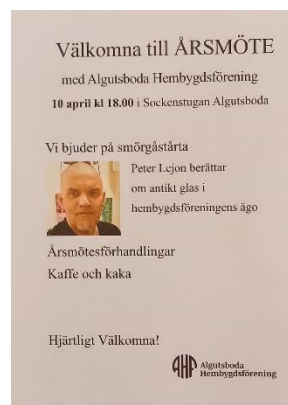 Välkomna till ÅRSMÖTE
med Algutsboda Hembygdsförening
10 april kl 18.00 i Sockenstugan Algutsboda
Vi bjuder på smörgåstårta
Peter Lejon berättar
om antikt glas i
hembygdsföreningens ägo
Årsmötesförhandlingar
Kaffe och kaka
Hjärtligt Välkomna!
AHF Algutsboda
Hembygdsförening